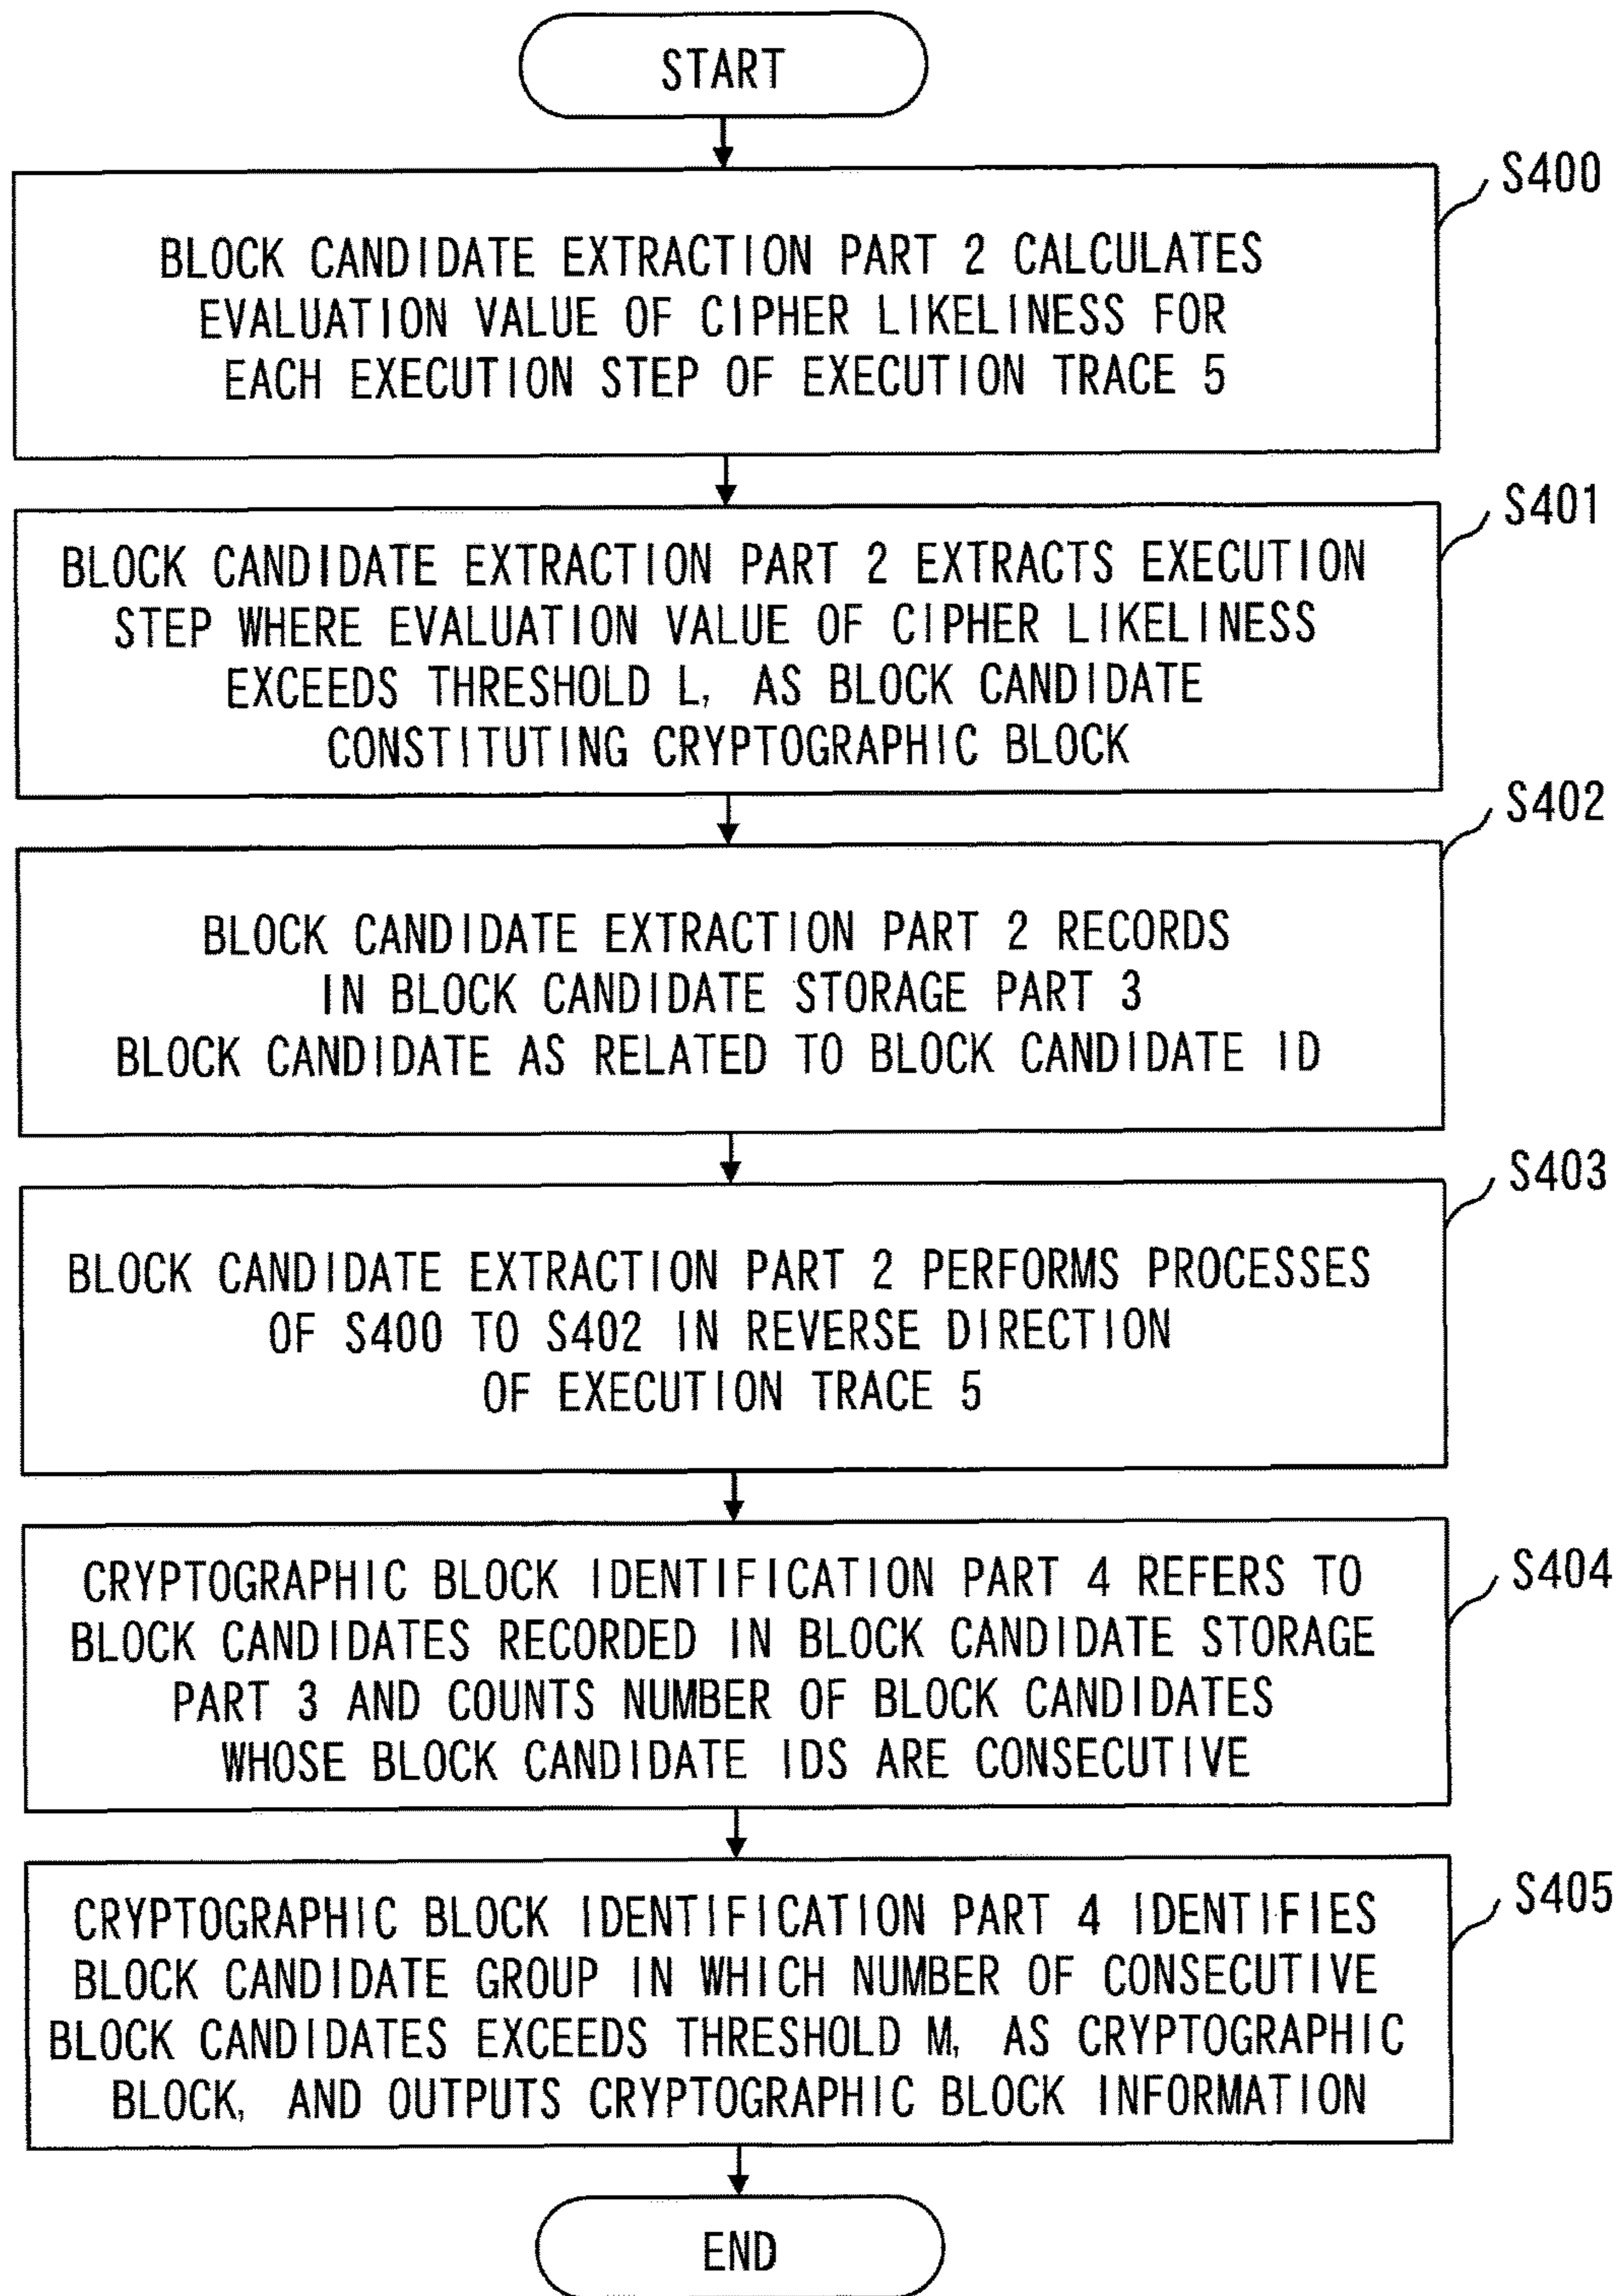 START
S400
BLOCK CANDIDATE EXTRACTION PART 2 CALCULATES
EVALUATION VALUE OF CIPHER LIKELINESS FOR
EACH EXECUTION STEP OF EXECUTION TRACE 5
S401
BLOCK CANDIDATE EXTRACTION PART 2 EXTRACTS EXECUTION
STEP WHERE EVALUATION VALUE OF CIPHER LIKELINESS
EXCEEDS THRESHOLD L, AS BLOCK CANDIDATE
CONSTITUTING CRYPTOGRAPHIC BLOCK
S402
BLOCK CANDIDATE EXTRACTION PART 2 RECORDS
IN BLOCK CANDIDATE STORAGE PART 3
BLOCK CANDIDATE AS RELATED TO BLOCK CANDIDATE ID
S403
BLOCK CANDIDATE EXTRACTION PART 2 PERFORMS PROCESSES
OF S400 TO S402 IN REVERSE DIRECTION
OF EXECUTION TRACE 5
S404
CRYPTOGRAPHIC BLOCK IDENTIFICATION PART 4 REFERS TO
BLOCK CANDIDATES RECORDED IN BLOCK CANDIDATE STORAGE
PART 3 AND COUNTS NUMBER OF BLOCK CANDIDATES
WHOSE BLOCK CANDIDATE IDS ARE CONSECUTIVE
S405
CRYPTOGRAPHIC BLOCK IDENTIFICATION PART 4 IDENTIFIES
BLOCK CANDIDATE GROUP IN WHICH NUMBER OF CONSECUTIVE
BLOCK CANDIDATES EXCEEDS THRESHOLD M, AS CRYPTOGRAPHIC
BLOCK, AND OUTPUTS CRYPTOGRAPHIC BLOCK INFORMATION
END